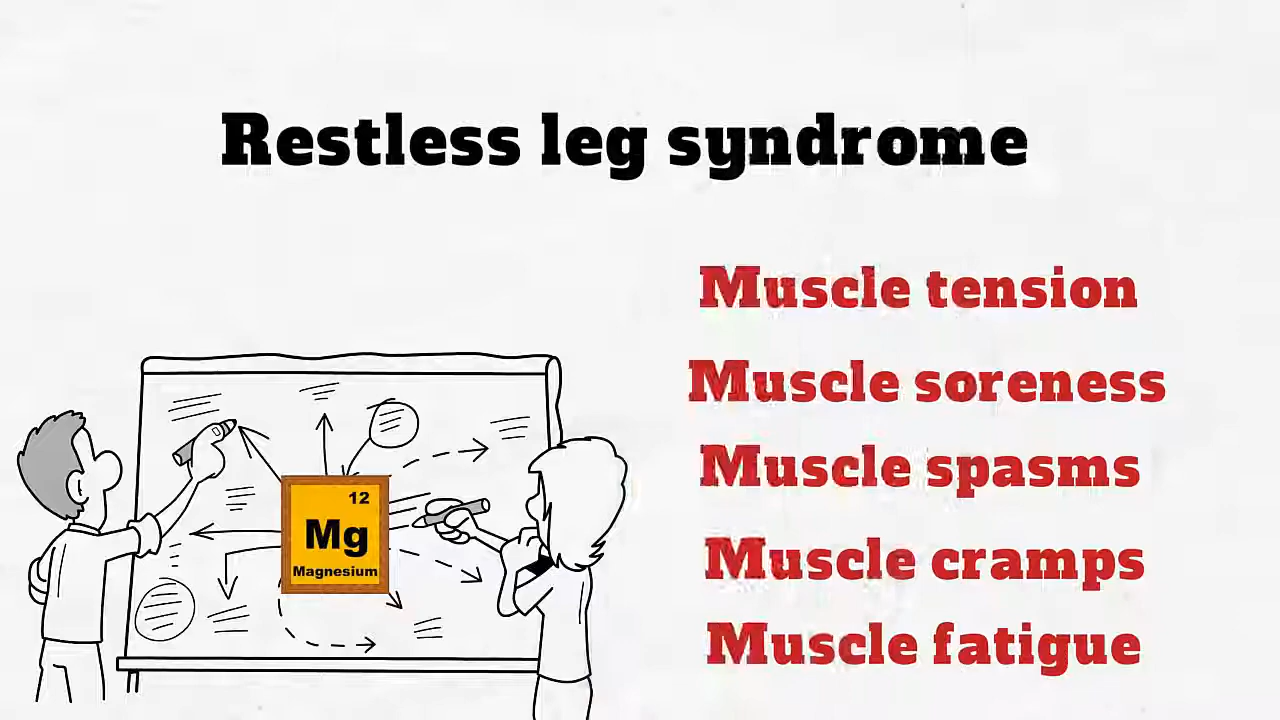 Restless leg syndrome
Muscle tension
Muscle soreness
Muscle spasms
Muscle cramps
Muscle fatigue
12
Mg
Magnesium